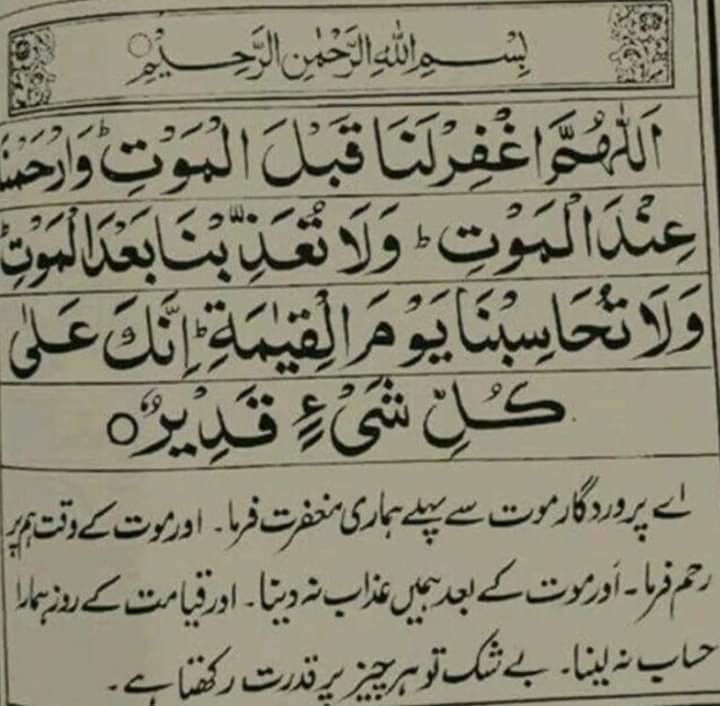 بِسْمِ اللهِ الرَّحْمٰنِ الرَّحِيْمِ
اَللّٰهُمَّ اغْفِرْلَنَا قَبْلَ الْمَوْتِ ؕ وَارْحَمْنَا
عِنْدَ الْمَوْتِ ؕ وَلَا تُعَذِّبْنَا بَعْدَ الْمَوْتِ ؕ
وَلَا تُحَاسِبْنَا يَوْمَ الْقِيٰمَةِ ؕ اِنَّكَ عَلٰى
كُلِّ شَیْءٍ قَدِيْرٌ ○
اے پروردگار موت سے پہلے ہماری مغفرت فرما۔ اور موت کے وقت ہم پر
رحم فرما۔ اَور موت کے بعد ہمیں عذاب نہ دینا۔ اور قیامت کے روز ہمارا
حساب نہ لینا۔ بے شک تو ہر چیز پر قدرت رکھتا ہے۔